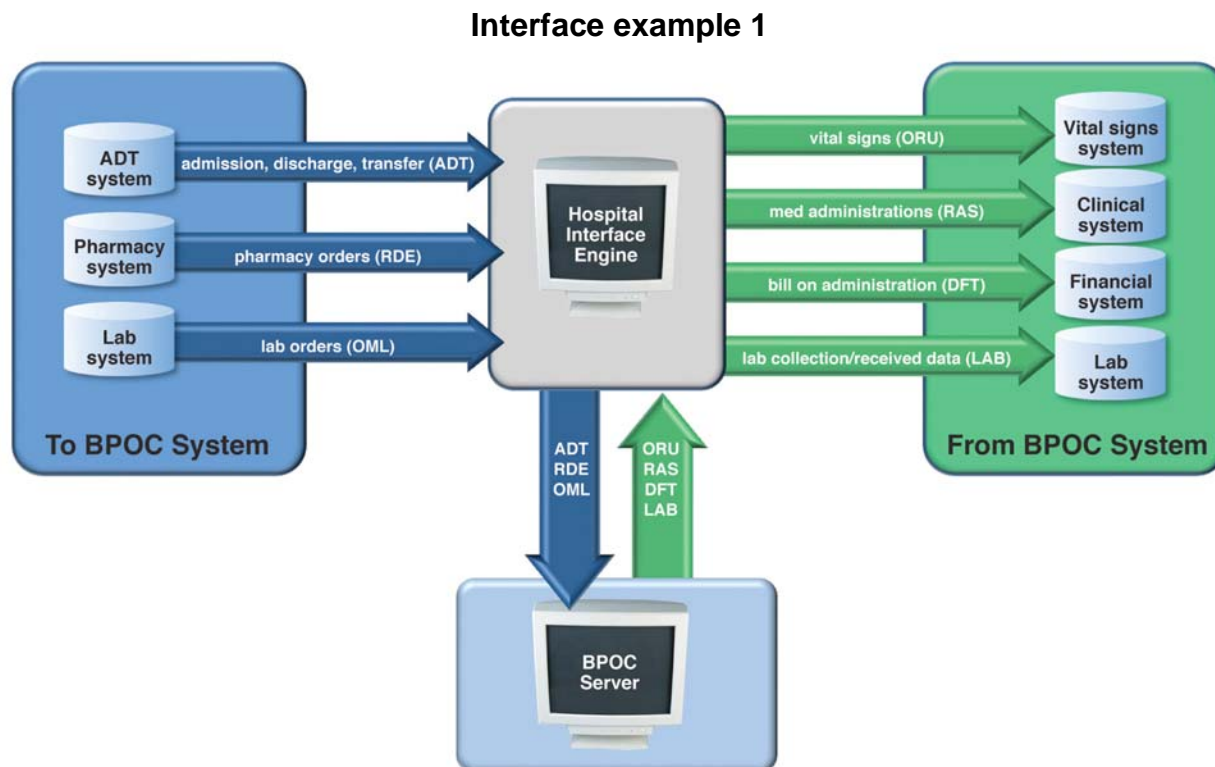 Interface example 1
ADT
system
admission, discharge, transfer (ADT)
Pharmacy
system
pharmacy orders (RDE)
Lab
system
lab orders (OML)
To BPOC System
Hospital
Interface
Engine
vital signs (ORU)
Vital signs
system
med administrations (RAS)
Clinical
system
bill on administration (DFT)
Financial
system
lab collection/received data (LAB)
Lab
system
From BPOC System
ADT
RDE
OML
ORU
RAS
DFT
LAB
BPOC
Server